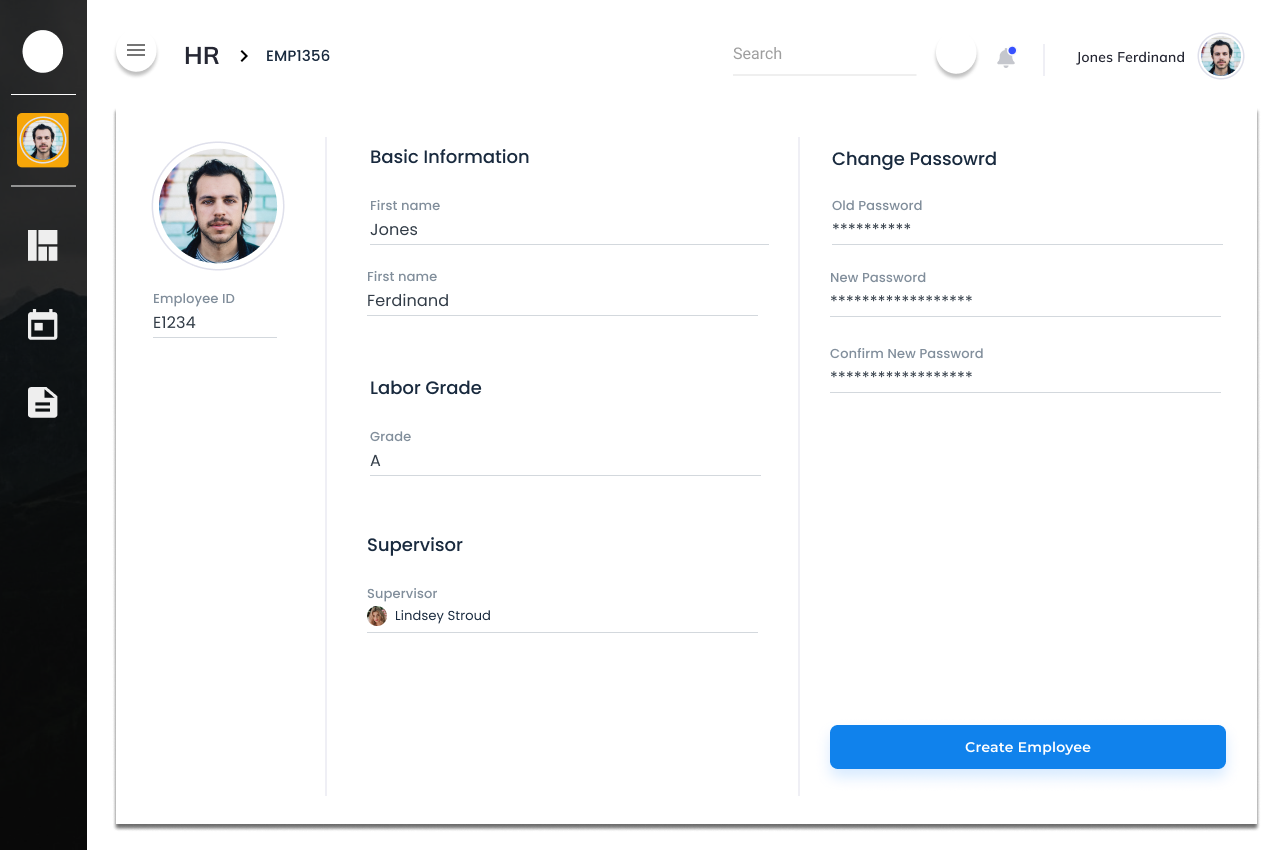 HR > EMP1356
Search
Jones Ferdinand
Employee ID
E1234
Basic Information
First name
Jones
First name
Ferdinand
Labor Grade
Grade
A
Supervisor
Supervisor
Lindsey Stroud
Change Passowrd
Old Password
**********
New Password
******************
Confirm New Password
******************
Create Employee